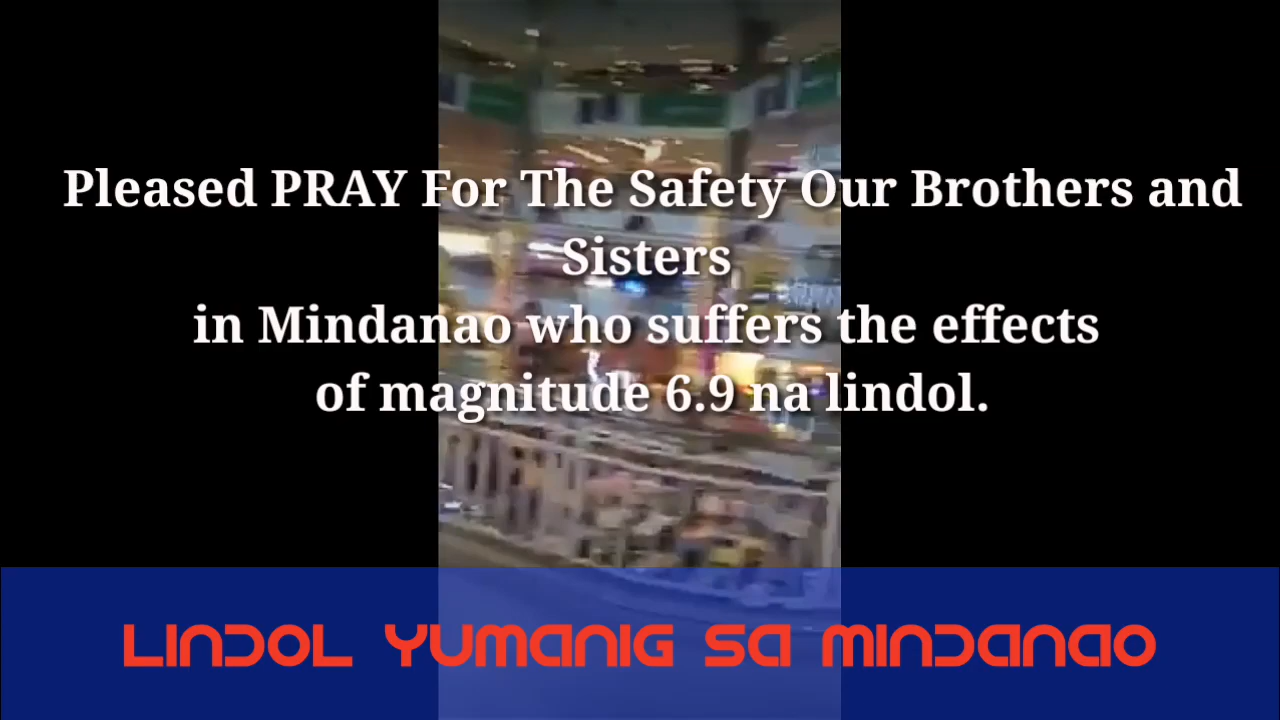 Pleased PRAY For The Safety Our Brothers and
Sisters
in Mindanao who suffers the effects
of magnitude 6.9 na lindol.
LINDOL YUMANIG SA MINDANAO